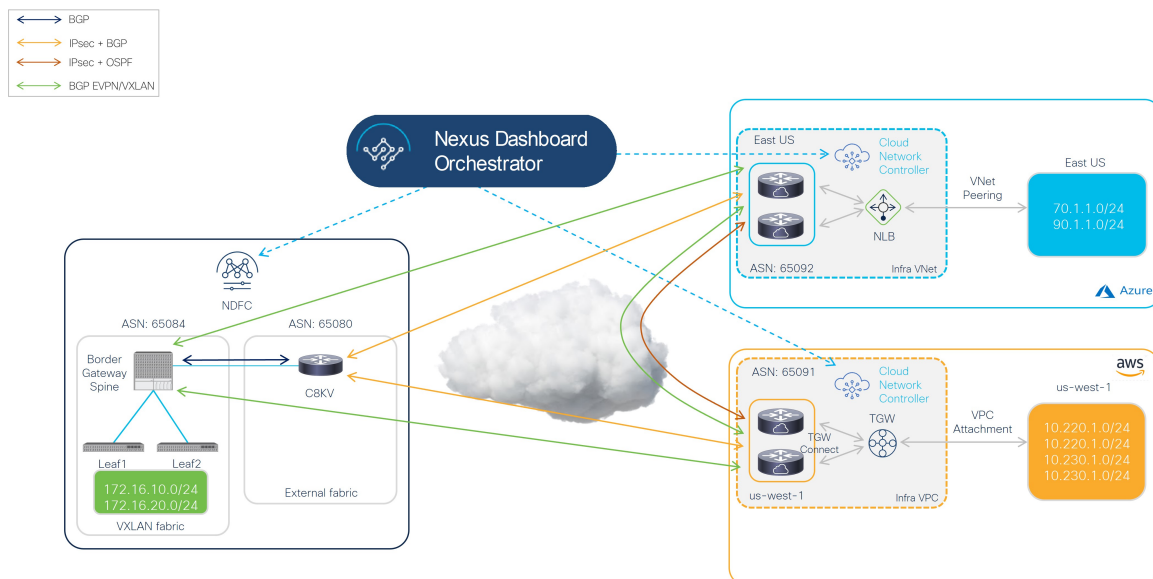 BGP
IPsec + BGP
IPsec + OSPF
BGP EVPN/VXLAN
Nexus Dashboard
Orchestrator
East US
Cloud
Network
Controller
VNet
Peering
East US
70.1.1.0/24
90.1.1.0/24
NLB
ASN: 65092
Infra VNet
Azure
NDFC
ASN: 65084
ASN: 65080
Border
Gateway
Spine
C8KV
Leaf1
Leaf2
172.16.10.0/24
172.16.20.0/24
VXLAN fabric
External fabric
aws
us-west-1
ASN: 65091
Cloud
Network
Controller
TGW
TGW
Connect
VPC
Attachment
10.220.1.0/24
10.220.1.0/24
10.230.1.0/24
10.230.1.0/24
us-west-1
Infra VPC